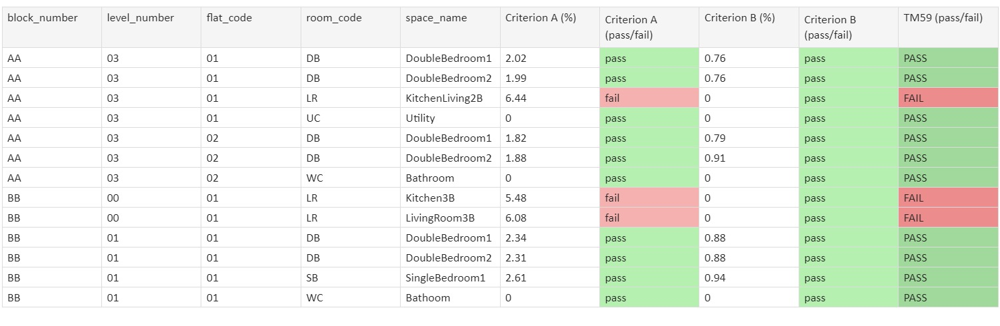 block_number level_number flat_code room_code space_name Criterion A (%) Criterion A (pass/fail) Criterion B (%) Criterion B (pass/fail) TM59 (pass/fail)
AA 03 01 DB DoubleBedroom1 2.02 pass 0.76 pass PASS
AA 03 01 DB DoubleBedroom2 1.99 pass 0.76 pass PASS
AA 03 01 LR KitchenLiving2B 6.44 fail 0 pass FAIL
AA 03 01 UC Utility 0 pass 0 pass PASS
AA 03 02 DB DoubleBedroom1 1.82 pass 0.79 pass PASS
AA 03 02 DB DoubleBedroom2 1.88 pass 0.91 pass PASS
AA 03 02 WC Bathroom 0 pass 0 pass PASS
BB 00 01 LR Kitchen3B 5.48 fail 0 pass FAIL
BB 00 01 LR LivingRoom3B 6.08 fail 0 pass FAIL
BB 01 01 DB DoubleBedroom1 2.34 pass 0.88 pass PASS
BB 01 01 DB DoubleBedroom2 2.31 pass 0.88 pass PASS
BB 01 01 SB SingleBedroom1 2.61 pass 0.94 pass PASS
BB 01 01 WC Bathoom 0 pass 0 pass PASS